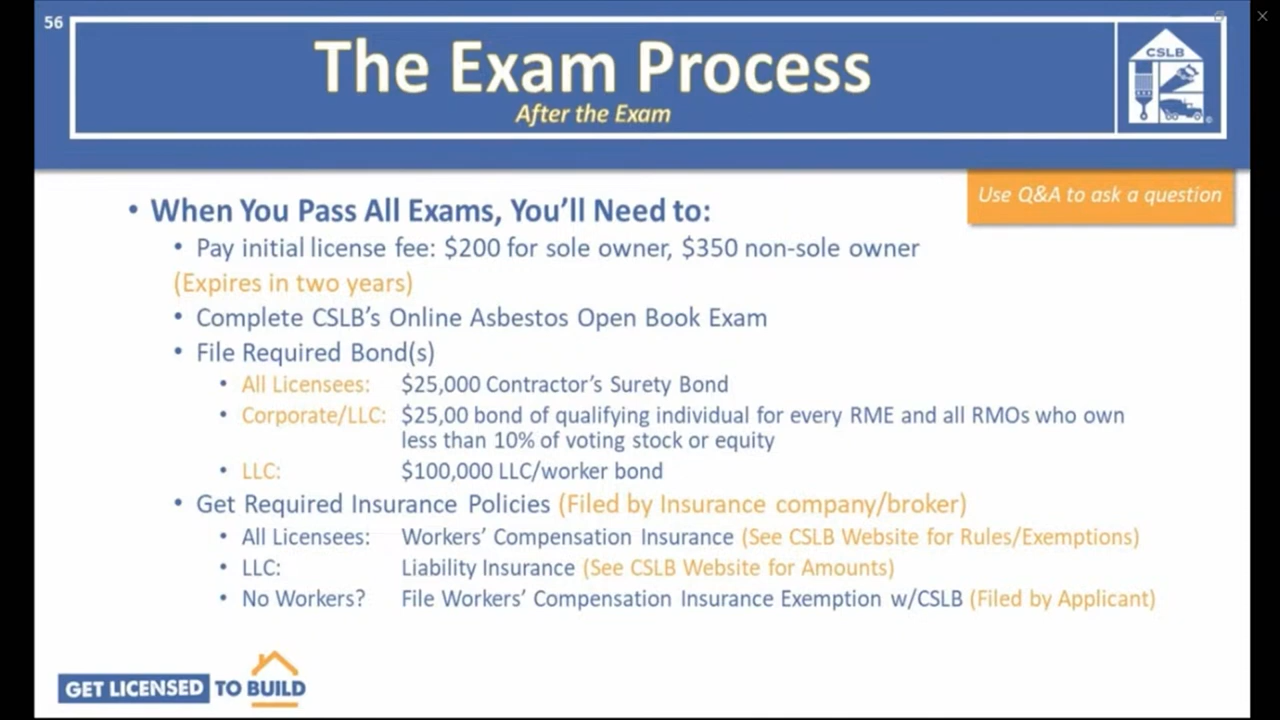 56
The Exam Process
After the Exam
CSLB
Use Q&A to ask a question
• When You Pass All Exams, You'll Need to:
• Pay initial license fee: $200 for sole owner, $350 non-sole owner
(Expires in two years)
• Complete CSLB's Online Asbestos Open Book Exam
• File Required Bond(s)
• All Licensees: $25,000 Contractor's Surety Bond
• Corporate/LLC: $25,00 bond of qualifying individual for every RME and all RMOs who own
less than 10% of voting stock or equity
• LLC: $100,000 LLC/worker bond
• Get Required Insurance Policies (Filed by Insurance company/broker)
• All Licensees: Workers' Compensation Insurance (See CSLB Website for Rules/Exemptions)
• LLC: Liability Insurance (See CSLB Website for Amounts)
• No Workers? File Workers' Compensation Insurance Exemption w/CSLB (Filed by Applicant)
GET LICENSED TO BUILD